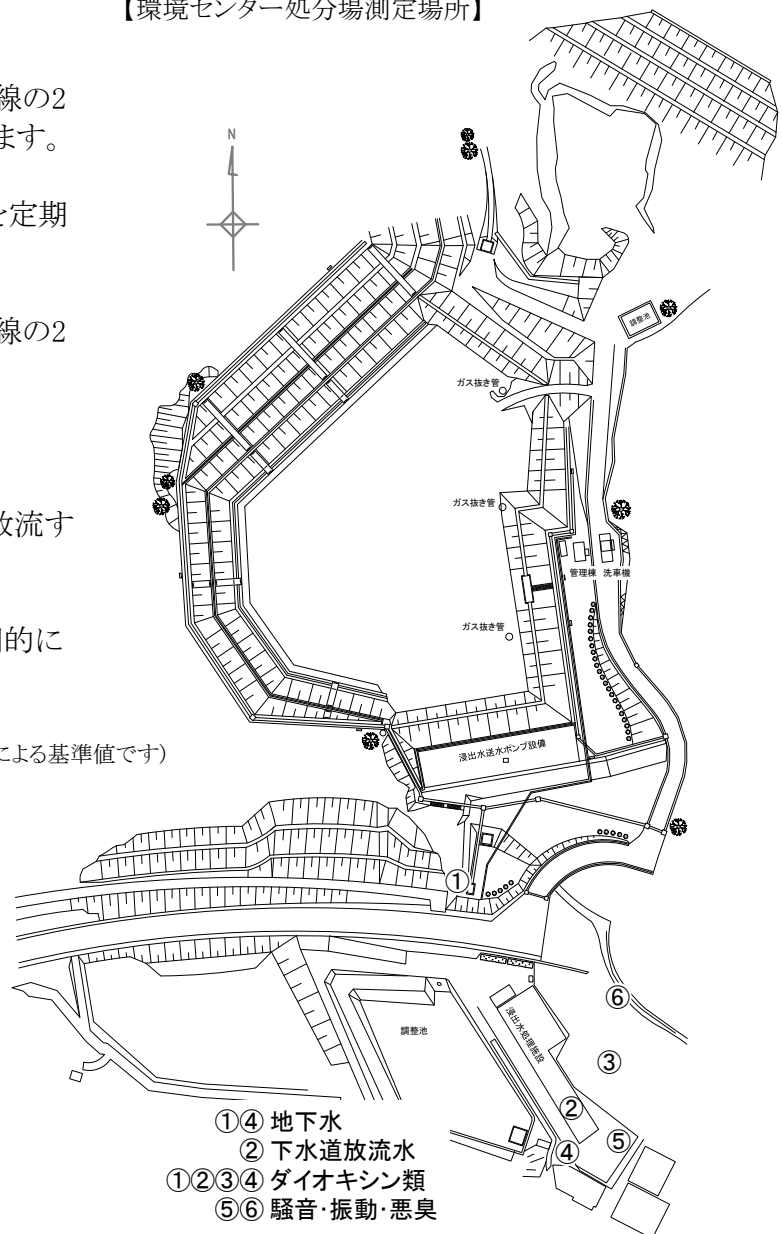 【環境センター処分場測定場所】
線の2
ます。
を定期
線の2
放流す
期的に
による基準値です)
N
調整池
ガス抜き管
ガス抜き管
管理棟 洗車機
ガス抜き管
浸出水送水ポンプ設備
①
⑥
浸出水処理施設
調整池
③
②
⑤
④
①④ 地下水
② 下水道放流水
①②③④ ダイオキシン類
⑤⑥ 騒音・振動・悪臭